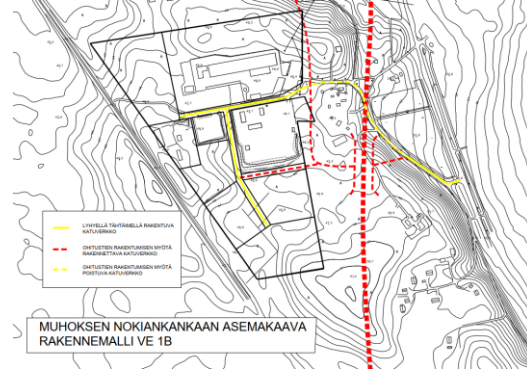 LYHYELLÄ TÄHTÄIMELLÄ RAKENTUVA
KATUVERKKO
OHITUSTIEN RAKENTUMISEN MYÖTÄ
RAKENNETTAVA KATUVERKKO
OHITUSTIEN RAKENTUMISEN MYÖTÄ
POISTUVA KATUVERKKO
MUHOKSEN NOKIANKANKAAN ASEMAKAAVA
RAKENNEMALLI VE 1B